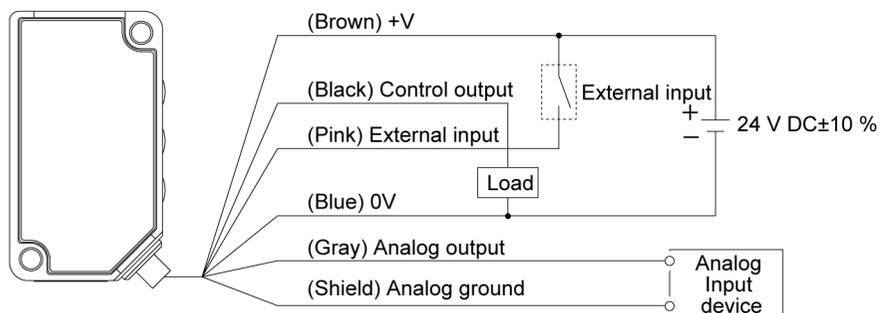 (Brown) +V
(Black) Control output
External input
(Pink) External input
+
−
24 V DC±10 %
Load
(Blue) 0V
(Gray) Analog output
(Shield) Analog ground
Analog
Input
device